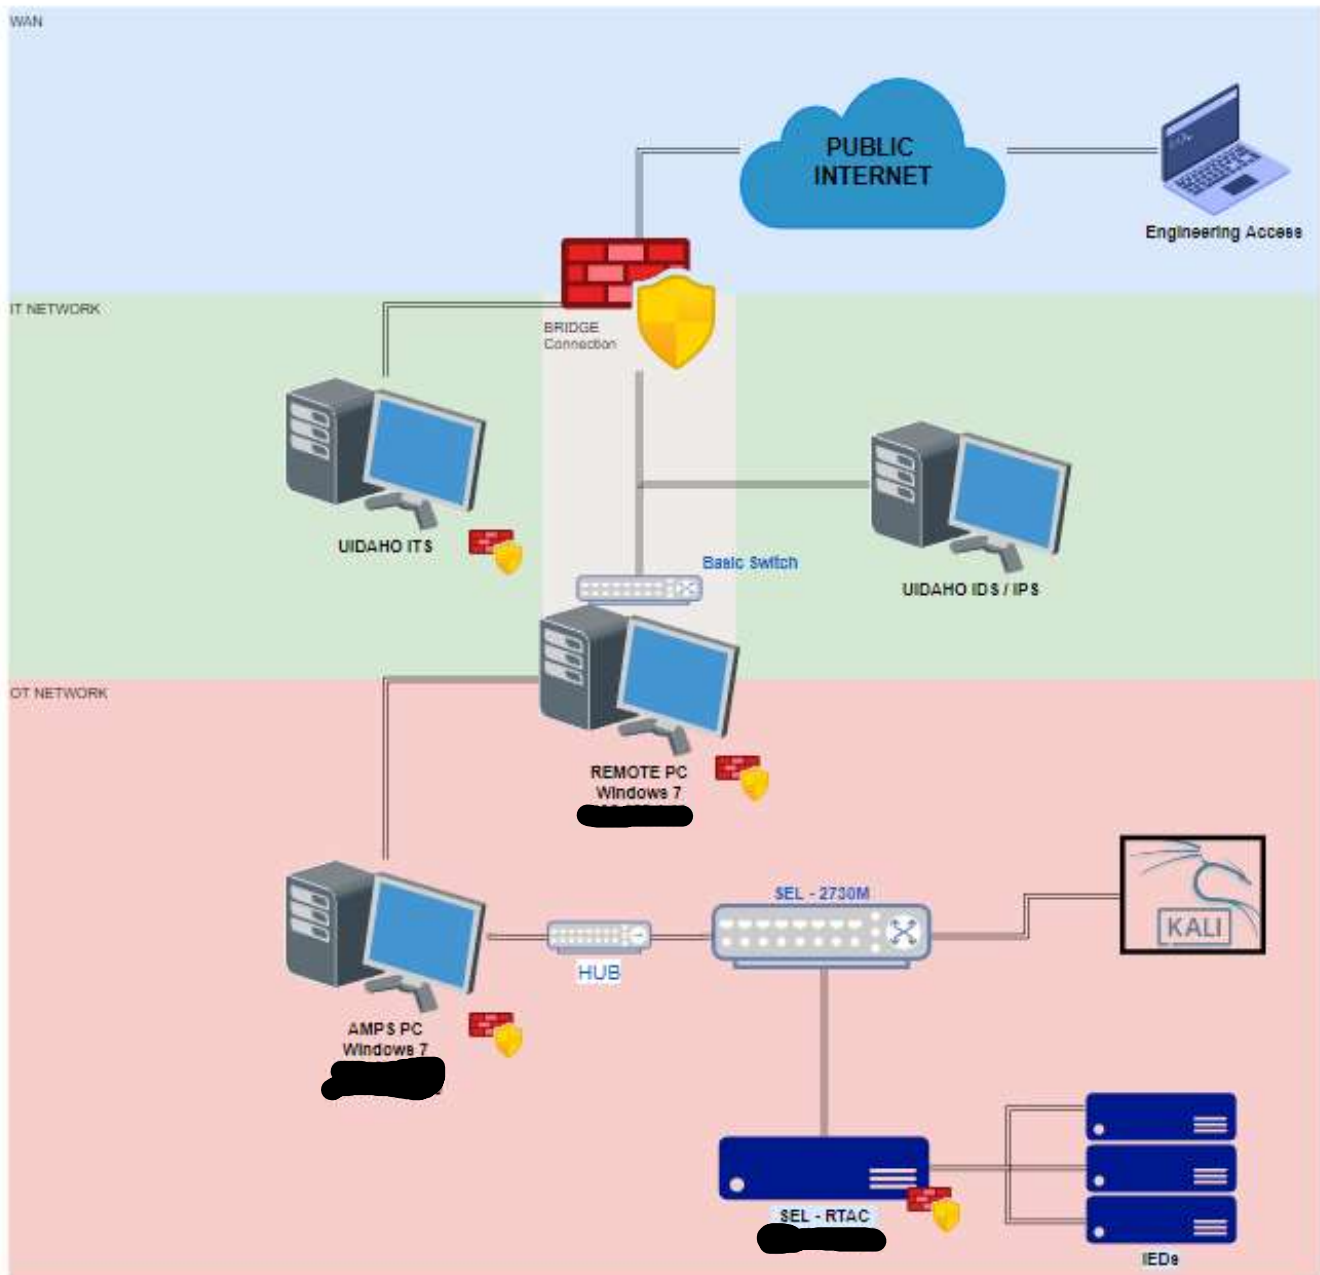 WAN
PUBLIC
INTERNET
Engineering Access
IT NETWORK
BRIDGE
Connection
UIDAHO ITS
Basic Switch
UIDAHO IDS / IPS
OT NETWORK
REMOTE PC
Windows 7
SEL - 2730M
KALI
HUB
AMPS PC
Windows 7
SEL - RTAC
IEDs